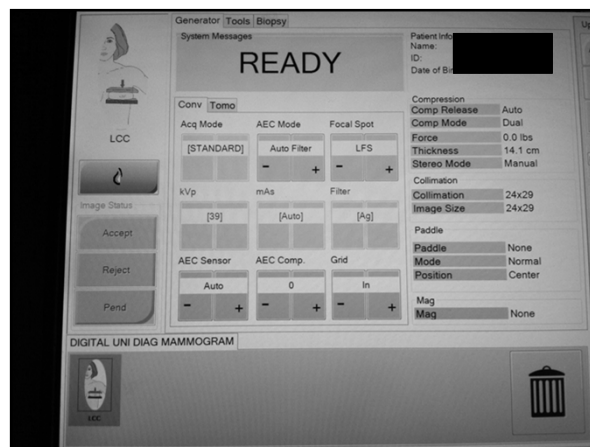 Generator Tools Biopsy
System Messages
READY
Patient Info
Name:
ID:
LCC
Image Status
Accept
Reject
Pend
Conv Tomo
Acq Mode AEC Mode Focal Spot
[STANDARD] Auto Filter LFS
- + - +
kVp mAs Filter
[39] [Auto] [Ag]
AEC Sensor AEC Comp. Grid
Auto 0 In
- + - + - +
Compression
Comp Release Auto
Comp Mode Dual
Force 0.0 lbs
Thickness 14.1 cm
Stereo Mode Manual
Collimation
Collimation 24x29
Image Size 24x29
Paddle
Paddle None
Mode Normal
Position Center
Mag
Mag None
DIGITAL UNI DIAG MAMMOGRAM
LCC